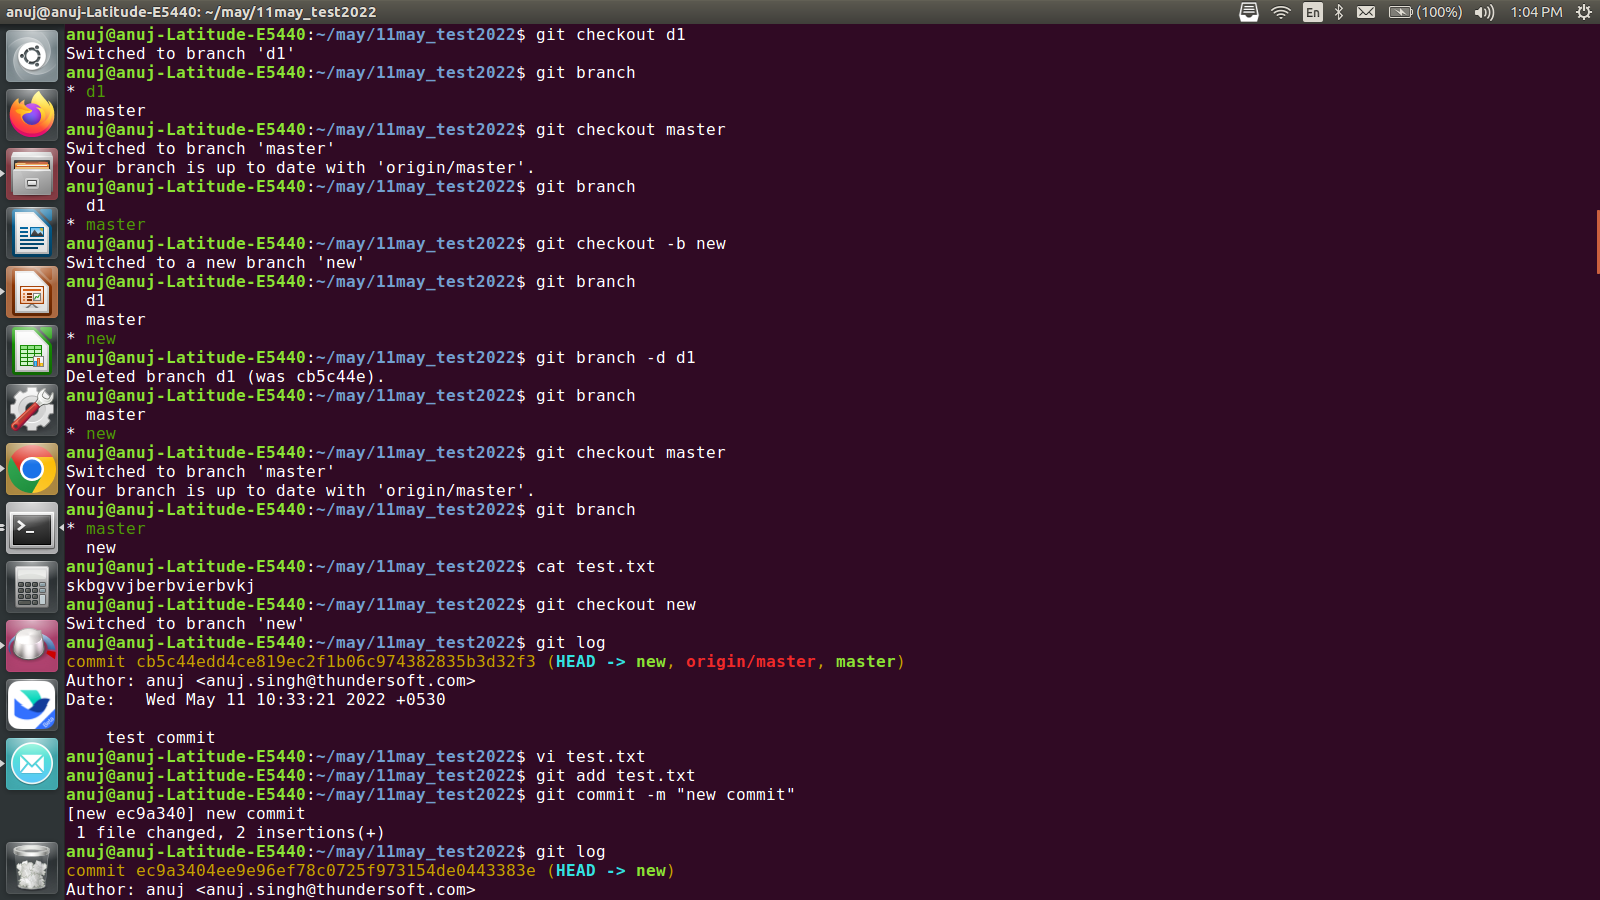 anuj@anuj-Latitude-E5440: ~/may/11may_test2022
En
(100%)
1:04 PM
anuj@anuj-Latitude-E5440:~/may/11may_test2022$ git checkout d1
Switched to branch 'd1'
anuj@anuj-Latitude-E5440:~/may/11may_test2022$ git branch
* d1
  master
anuj@anuj-Latitude-E5440:~/may/11may_test2022$ git checkout master
Switched to branch 'master'
Your branch is up to date with 'origin/master'.
anuj@anuj-Latitude-E5440:~/may/11may_test2022$ git branch
  d1
* master
anuj@anuj-Latitude-E5440:~/may/11may_test2022$ git checkout -b new
Switched to a new branch 'new'
anuj@anuj-Latitude-E5440:~/may/11may_test2022$ git branch
  d1
  master
* new
anuj@anuj-Latitude-E5440:~/may/11may_test2022$ git branch -d d1
Deleted branch d1 (was cb5c44e).
anuj@anuj-Latitude-E5440:~/may/11may_test2022$ git branch
  master
* new
anuj@anuj-Latitude-E5440:~/may/11may_test2022$ git checkout master
Switched to branch 'master'
Your branch is up to date with 'origin/master'.
anuj@anuj-Latitude-E5440:~/may/11may_test2022$ git branch
* master
  new
anuj@anuj-Latitude-E5440:~/may/11may_test2022$ cat test.txt
skbgvvjberbvierbvkj
anuj@anuj-Latitude-E5440:~/may/11may_test2022$ git checkout new
Switched to branch 'new'
anuj@anuj-Latitude-E5440:~/may/11may_test2022$ git log
commit cb5c44edd4ce819ec2f1b06c974382835b3d32f3 (HEAD -> new, origin/master, master)
Author: anuj <anuj.singh@thundersoft.com>
Date:   Wed May 11 10:33:21 2022 +0530
    test commit
anuj@anuj-Latitude-E5440:~/may/11may_test2022$ vi test.txt
anuj@anuj-Latitude-E5440:~/may/11may_test2022$ git add test.txt
anuj@anuj-Latitude-E5440:~/may/11may_test2022$ git commit -m "new commit"
[new ec9a340] new commit
 1 file changed, 2 insertions(+)
anuj@anuj-Latitude-E5440:~/may/11may_test2022$ git log
commit ec9a3404ee9e96ef78c0725f973154de0443383e (HEAD -> new)
Author: anuj <anuj.singh@thundersoft.com>